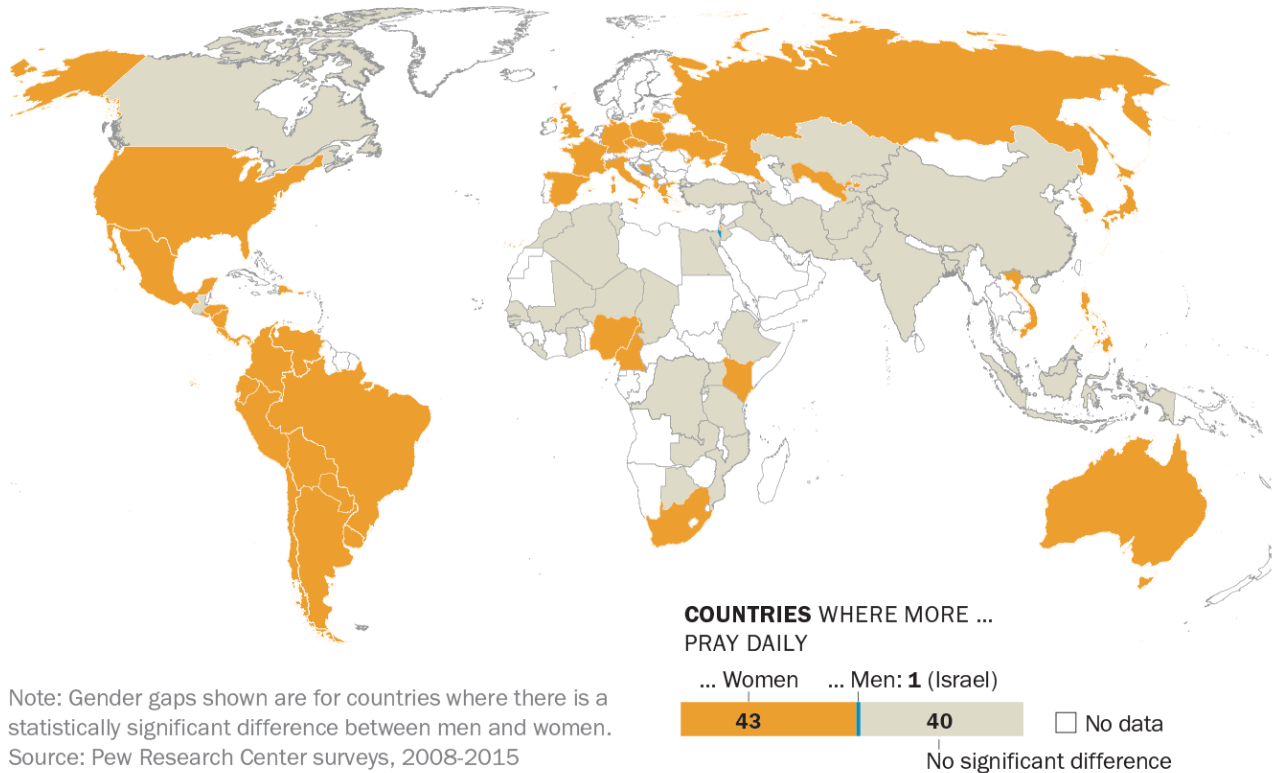 COUNTRIES WHERE MORE ...
PRAY DAILY
... Women
... Men: 1 (Israel)
43
40
No data
No significant difference
Note: Gender gaps shown are for countries where there is a
statistically significant difference between men and women.
Source: Pew Research Center surveys, 2008-2015